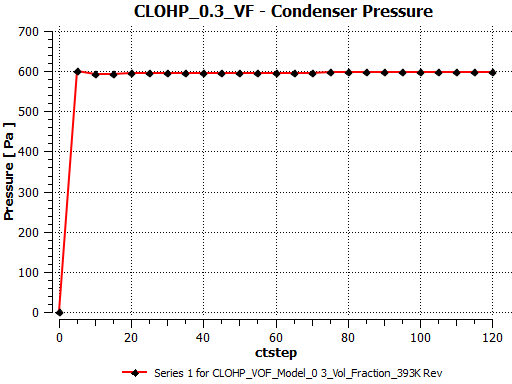 CLOHP_0.3_VF - Condenser Pressure
700
600
500
400
300
200
100
0
Pressure [ Pa ]
0 20 40 60 80 100 120
ctstep
Series 1 for CLOHP_VOF_Model_0 3_Vol_Fraction_393K Rev